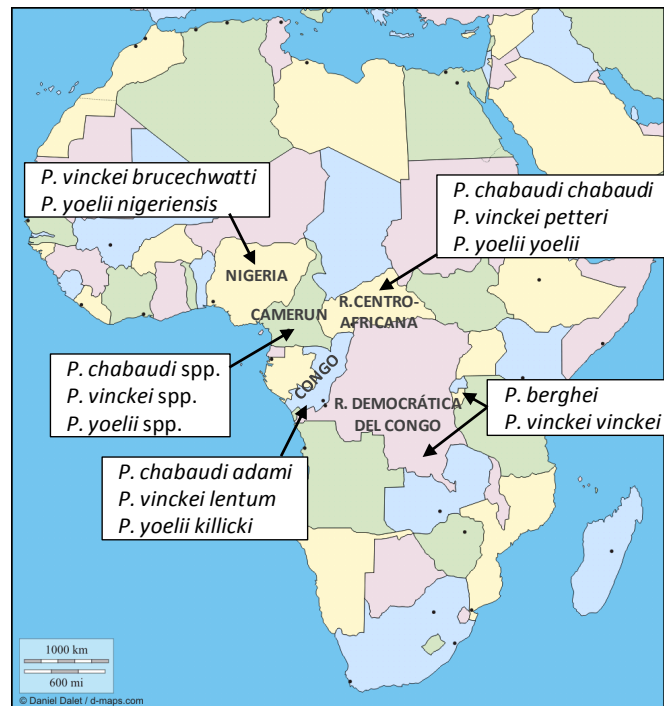 P. vinckei brucechwatti
P. yoelii nigeriensis
P. chabaudi chabaudi
P. vinckei petteri
P. yoelii yoelii
NIGERIA
CAMERUN
R.CENTRO-
AFRICANA
P. chabaudi spp.
P. vinckei spp.
P. yoelii spp.
CONGO
R. DEMOCRÁTICA
DEL CONGO
P. berghei
P. vinckei vinckei
P. chabaudi adami
P. vinckei lentum
P. yoelii killicki
1000 km
600 mi
© Daniel Dalet / d-maps.com